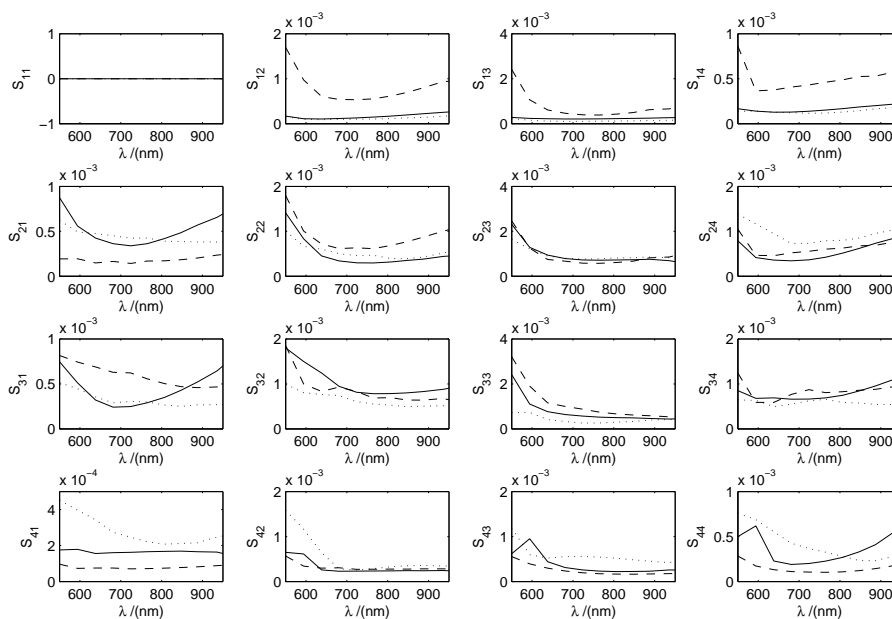 x 10⁻³ x 10⁻³ x 10⁻³
1 2 4 1
0 1 2 0.5
−1 0 0 0
S₁₁ S₁₂ S₁₃ S₁₄
600 700 800 900 600 700 800 900 600 700 800 900 600 700 800 900
λ /(nm) λ /(nm) λ /(nm) λ /(nm)
x 10⁻³ x 10⁻³ x 10⁻³ x 10⁻³
1 2 4 2
0.5 1 2 1
0 0 0 0
S₂₁ S₂₂ S₂₃ S₂₄
600 700 800 900 600 700 800 900 600 700 800 900 600 700 800 900
λ /(nm) λ /(nm) λ /(nm) λ /(nm)
x 10⁻³ x 10⁻³ x 10⁻³ x 10⁻³
1 2 4 2
0.5 1 2 1
0 0 0 0
S₃₁ S₃₂ S₃₃ S₃₄
600 700 800 900 600 700 800 900 600 700 800 900 600 700 800 900
λ /(nm) λ /(nm) λ /(nm) λ /(nm)
x 10⁻⁴ x 10⁻³ x 10⁻³ x 10⁻³
4 2 2 1
2 1 1 0.5
0 0 0 0
S₄₁ S₄₂ S₄₃ S₄₄
600 700 800 900 600 700 800 900 600 700 800 900 600 700 800 900
λ /(nm) λ /(nm) λ /(nm) λ /(nm)